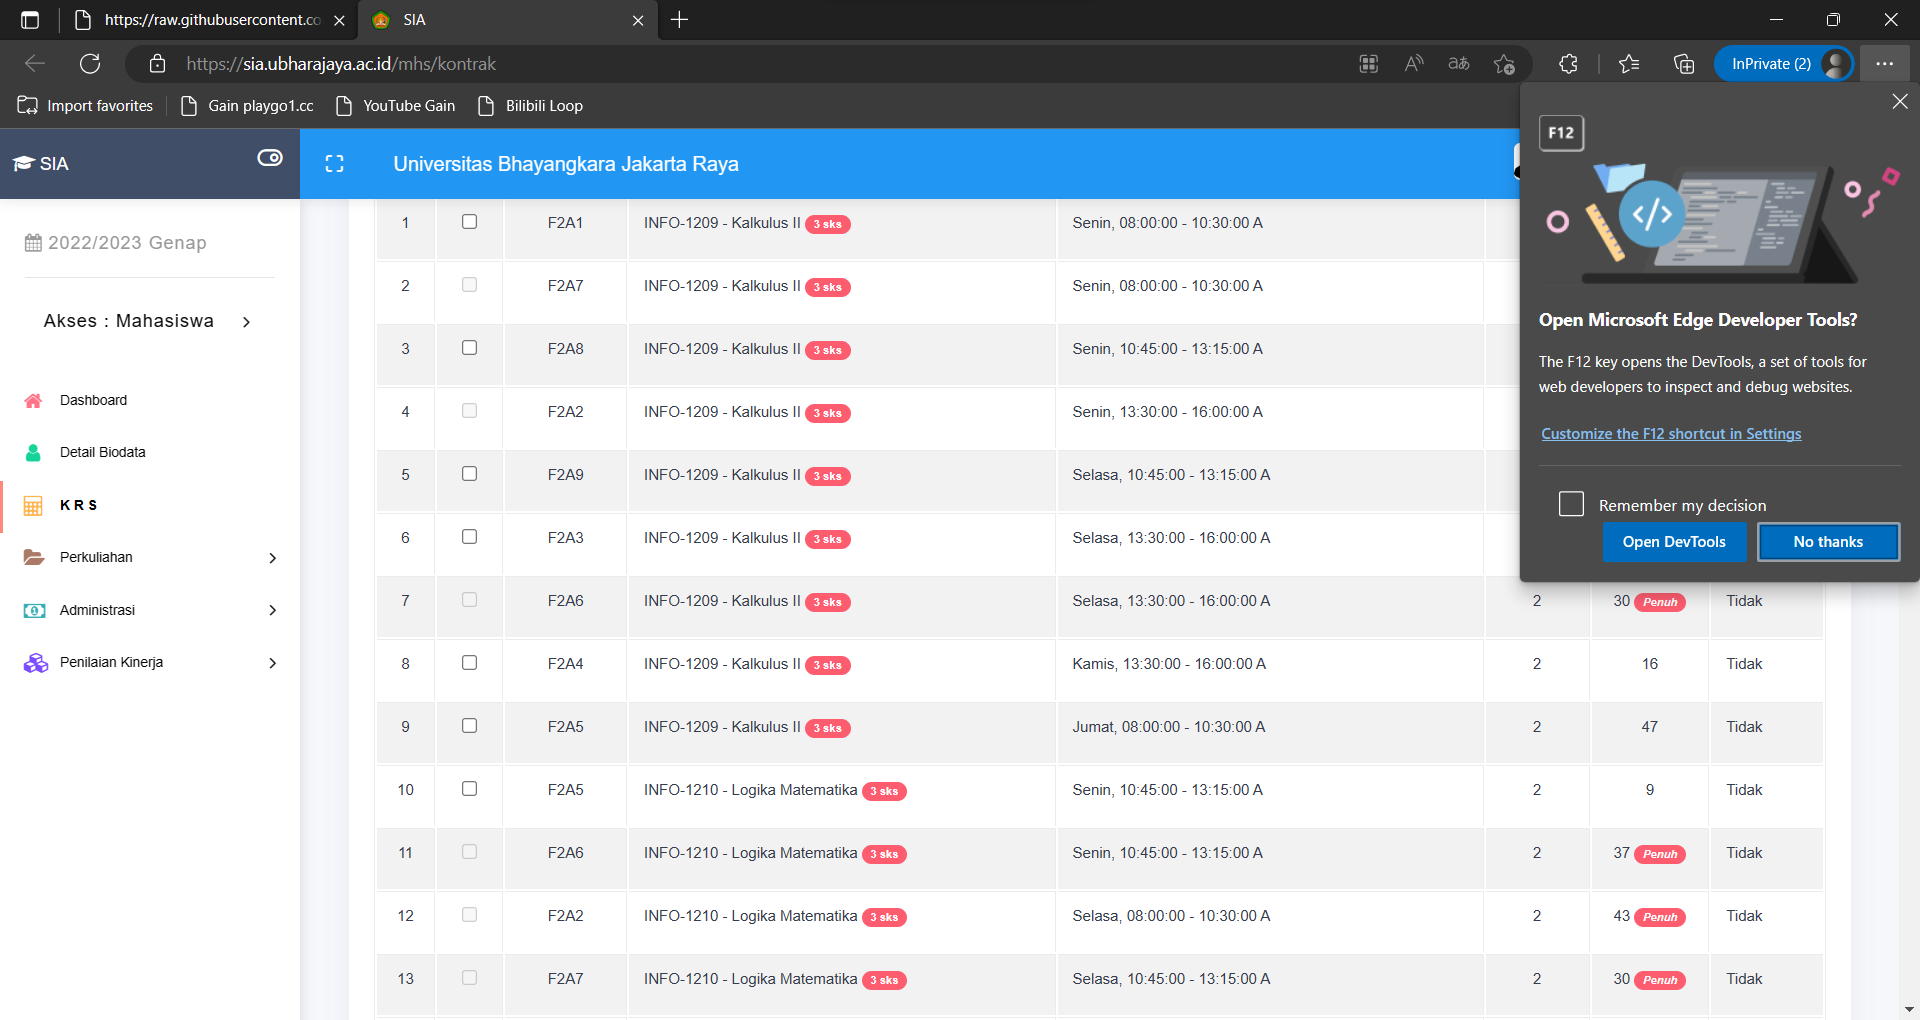 https://raw.githubusercontent.co
SIA
https://sia.ubharajaya.ac.id/mhs/kontrak
InPrivate (2)
Import favorites
Gain playgo1.cc
YouTube Gain
Bilibili Loop
SIA
Universitas Bhayangkara Jakarta Raya
2022/2023 Genap
Akses : Mahasiswa
Dashboard
Detail Biodata
K R S
Perkuliahan
Administrasi
Penilaian Kinerja
1 F2A1 INFO-1209 - Kalkulus II 3 sks Senin, 08:00:00 - 10:30:00 A
2 F2A7 INFO-1209 - Kalkulus II 3 sks Senin, 08:00:00 - 10:30:00 A
3 F2A8 INFO-1209 - Kalkulus II 3 sks Senin, 10:45:00 - 13:15:00 A
4 F2A2 INFO-1209 - Kalkulus II 3 sks Senin, 13:30:00 - 16:00:00 A
5 F2A9 INFO-1209 - Kalkulus II 3 sks Selasa, 10:45:00 - 13:15:00 A
6 F2A3 INFO-1209 - Kalkulus II 3 sks Selasa, 13:30:00 - 16:00:00 A
7 F2A6 INFO-1209 - Kalkulus II 3 sks Selasa, 13:30:00 - 16:00:00 A 2 30 Penuh Tidak
8 F2A4 INFO-1209 - Kalkulus II 3 sks Kamis, 13:30:00 - 16:00:00 A 2 16 Tidak
9 F2A5 INFO-1209 - Kalkulus II 3 sks Jumat, 08:00:00 - 10:30:00 A 2 47 Tidak
10 F2A5 INFO-1210 - Logika Matematika 3 sks Senin, 10:45:00 - 13:15:00 A 2 9 Tidak
11 F2A6 INFO-1210 - Logika Matematika 3 sks Senin, 10:45:00 - 13:15:00 A 2 37 Penuh Tidak
12 F2A2 INFO-1210 - Logika Matematika 3 sks Selasa, 08:00:00 - 10:30:00 A 2 43 Penuh Tidak
13 F2A7 INFO-1210 - Logika Matematika 3 sks Selasa, 10:45:00 - 13:15:00 A 2 30 Penuh Tidak
F12
Open Microsoft Edge Developer Tools?
The F12 key opens the DevTools, a set of tools for
web developers to inspect and debug websites.
Customize the F12 shortcut in Settings
Remember my decision
Open DevTools
No thanks